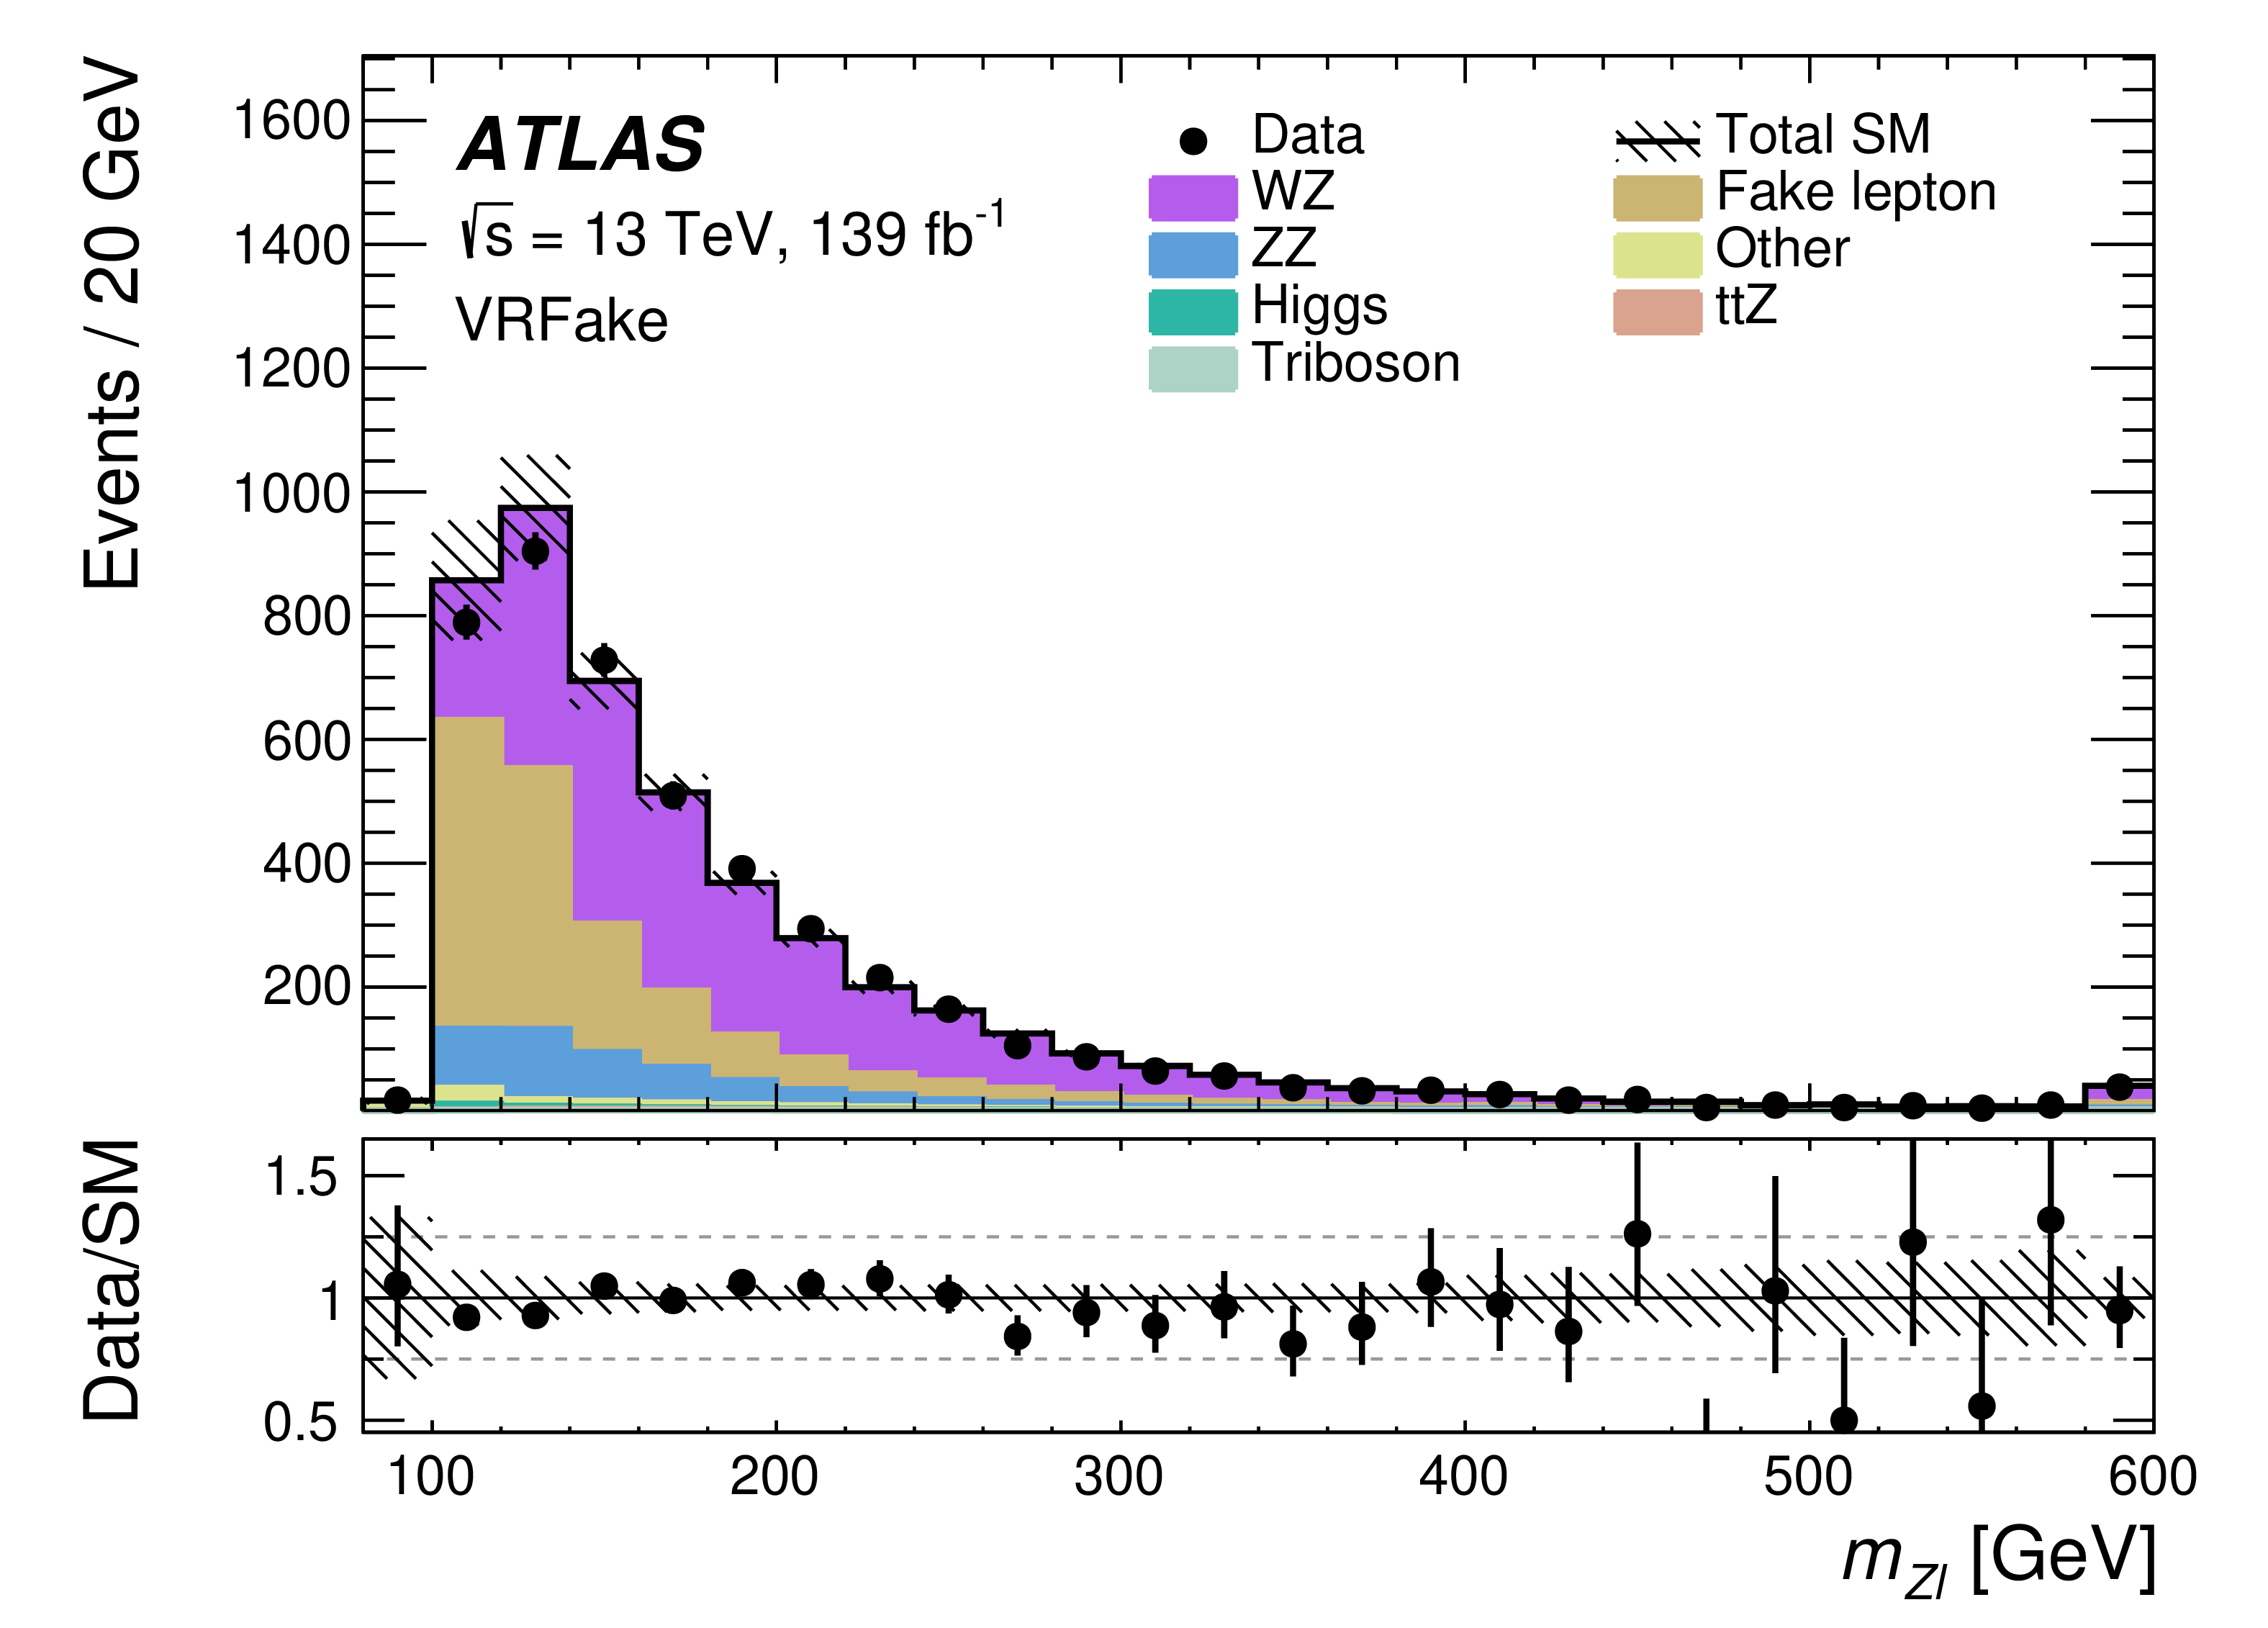 Events / 20 GeV
1600
1400
1200
1000
800
600
400
200
ATLAS
√s = 13 TeV, 139 fb⁻¹
VRFake
Data
WZ
ZZ
Higgs
Triboson
Total SM
Fake lepton
Other
ttZ
Data/SM
1.5
1
0.5
100 200 300 400 500 600
m_Zl [GeV]